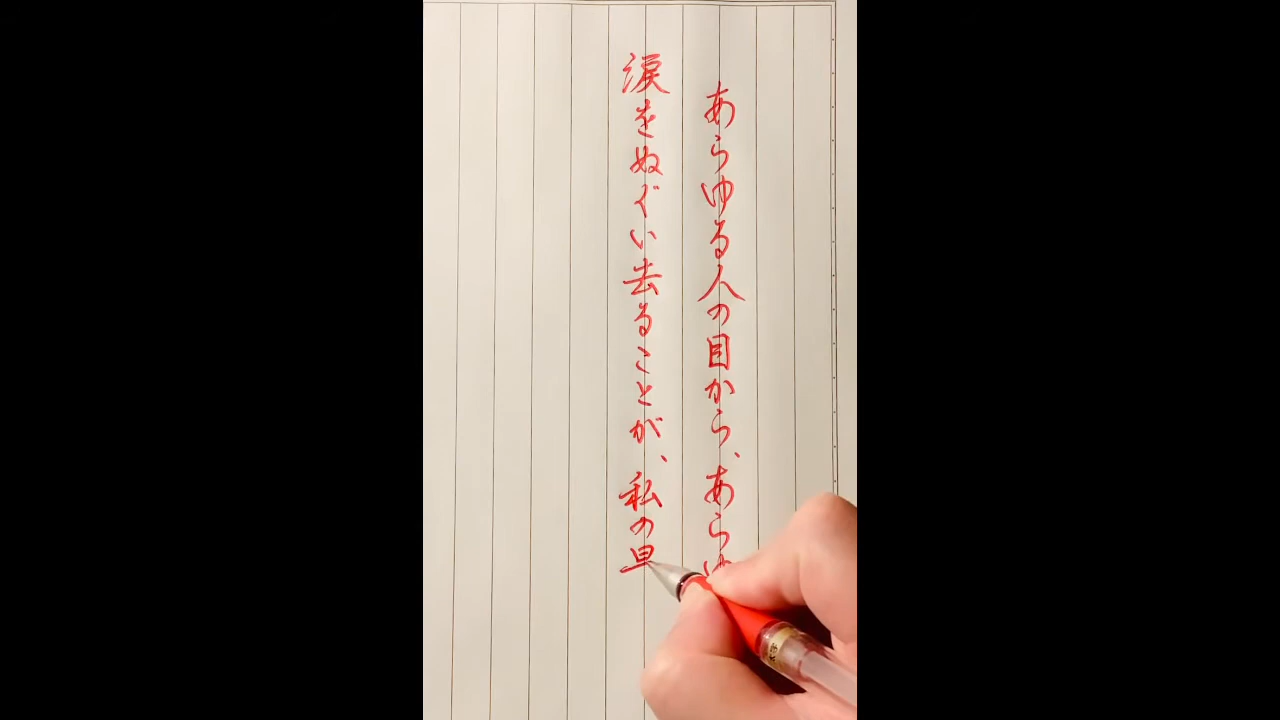 あらゆる人の目から、あらゆ
涙をぬぐい去ることが、私の